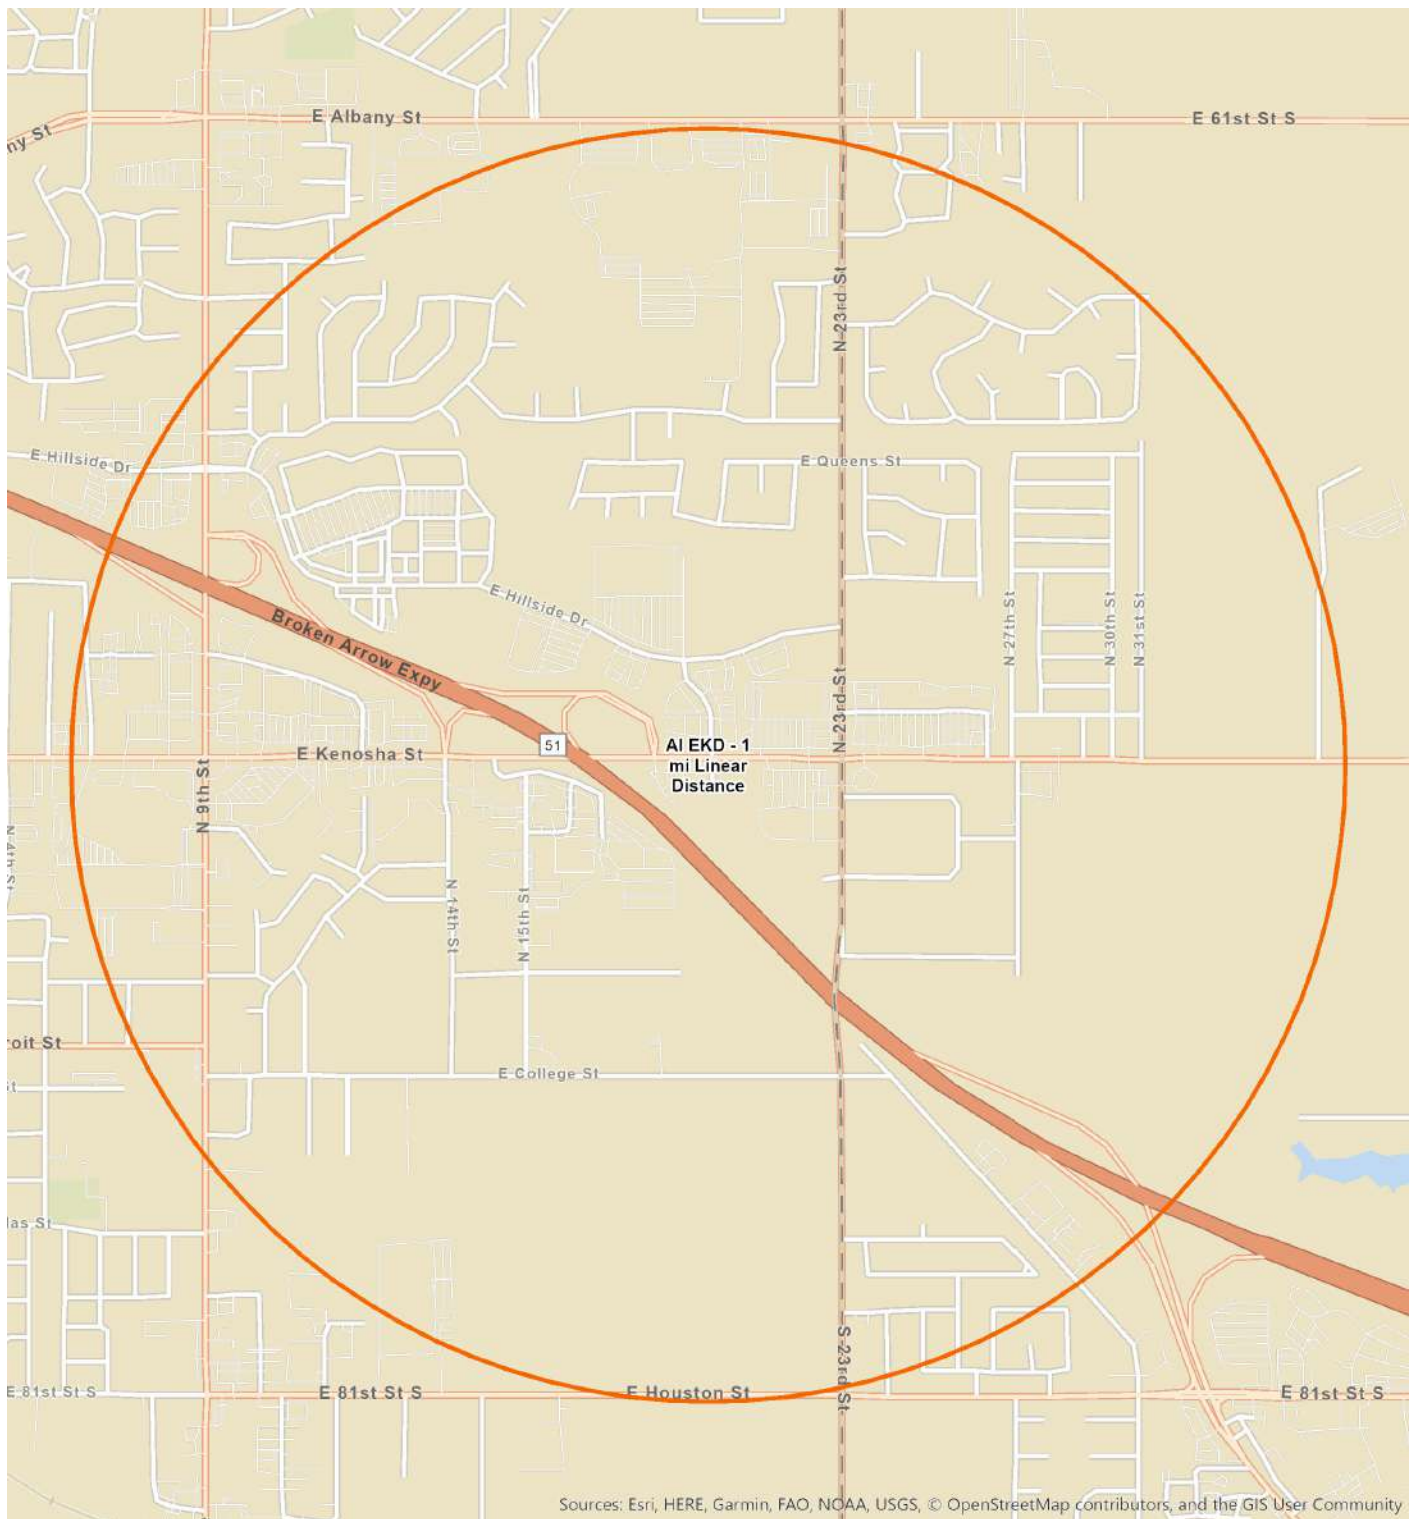 E Albany St
E 61st St S
ny St
N 23rd St
E Hillside Dr
E Queens St
Broken Arrow Expy
E Hillside Dr
N 27th St
N 30th St
N 31st St
N 23rd St
51
E Kenosha St
AI EKD - 1
mi Linear
Distance
N 9th St
N 4th St
N 14th St
N 15th St
roit St
E College St
St
las St
S 23rd St
E 81st St S
E 81st St S
E Houston St
E 81st St S
Sources: Esri, HERE, Garmin, FAO, NOAA, USGS, © OpenStreetMap contributors, and the GIS User Community